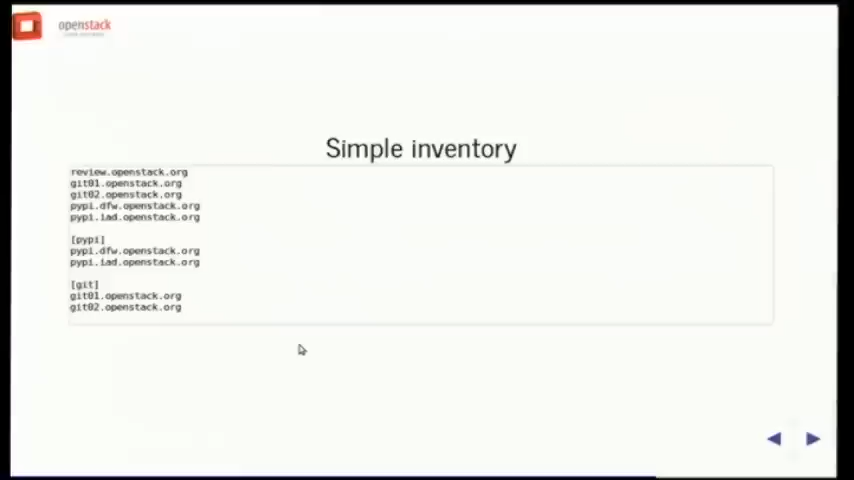 openstack
Simple inventory
review.openstack.org
git01.openstack.org
git02.openstack.org
pypi.dfw.openstack.org
pypi.iad.openstack.org
[pypi]
pypi.dfw.openstack.org
pypi.iad.openstack.org
[git]
git01.openstack.org
git02.openstack.org